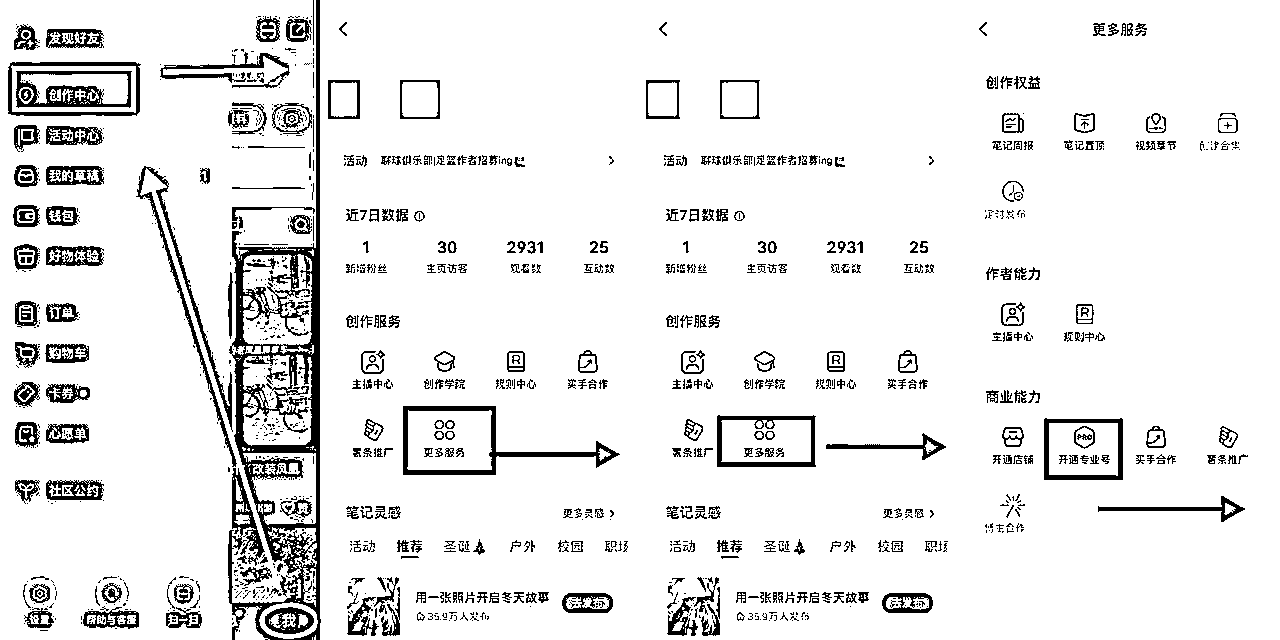 发现好友
创作中心
活动中心
我的草稿
1
钱包
好物体验
订单
购物车
卡券
心愿单
社区公约
设置
帮助与客服
扫一扫
改装凤凰
我
活动
足篮作者招募ing
近7日数据
1
30
2931
25
新增粉丝
主页访客
观看数
互动数
创作服务
主播中心
创作学院
规则中心
买手合作
薯条推广
更多服务
笔记灵感
更多灵感
活动
推荐
圣诞
户外
校园
职场
用一张照片开启冬天故事
35.9万人发布
去发布
活动
足篮作者招募ing
近7日数据
1
30
2931
25
新增粉丝
主页访客
观看数
互动数
创作服务
主播中心
创作学院
规则中心
买手合作
薯条推广
更多服务
笔记灵感
更多灵感
活动
推荐
圣诞
户外
校园
职场
用一张照片开启冬天故事
35.9万人发布
去发布
更多服务
创作权益
笔记周报
笔记置顶
视频章节
创建合集
定时发布
作者能力
主播中心
规则中心
商业能力
PRO
开通店铺
开通专业号
买手合作
薯条推广
博主合作